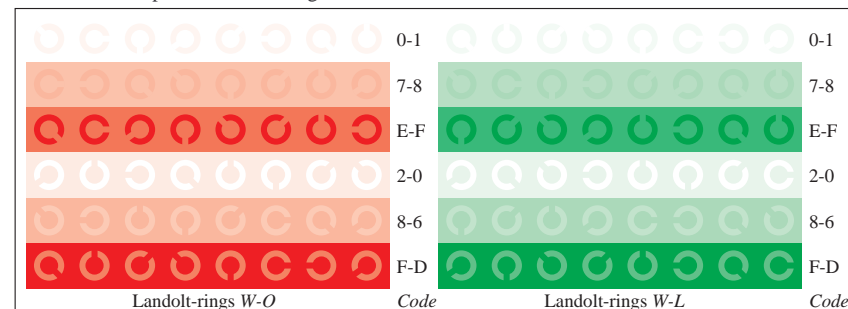 0-1 0-1
7-8 7-8
E-F E-F
2-0 2-0
8-6 8-6
F-D F-D
Landolt-rings W-O Code Landolt-rings W-L Code